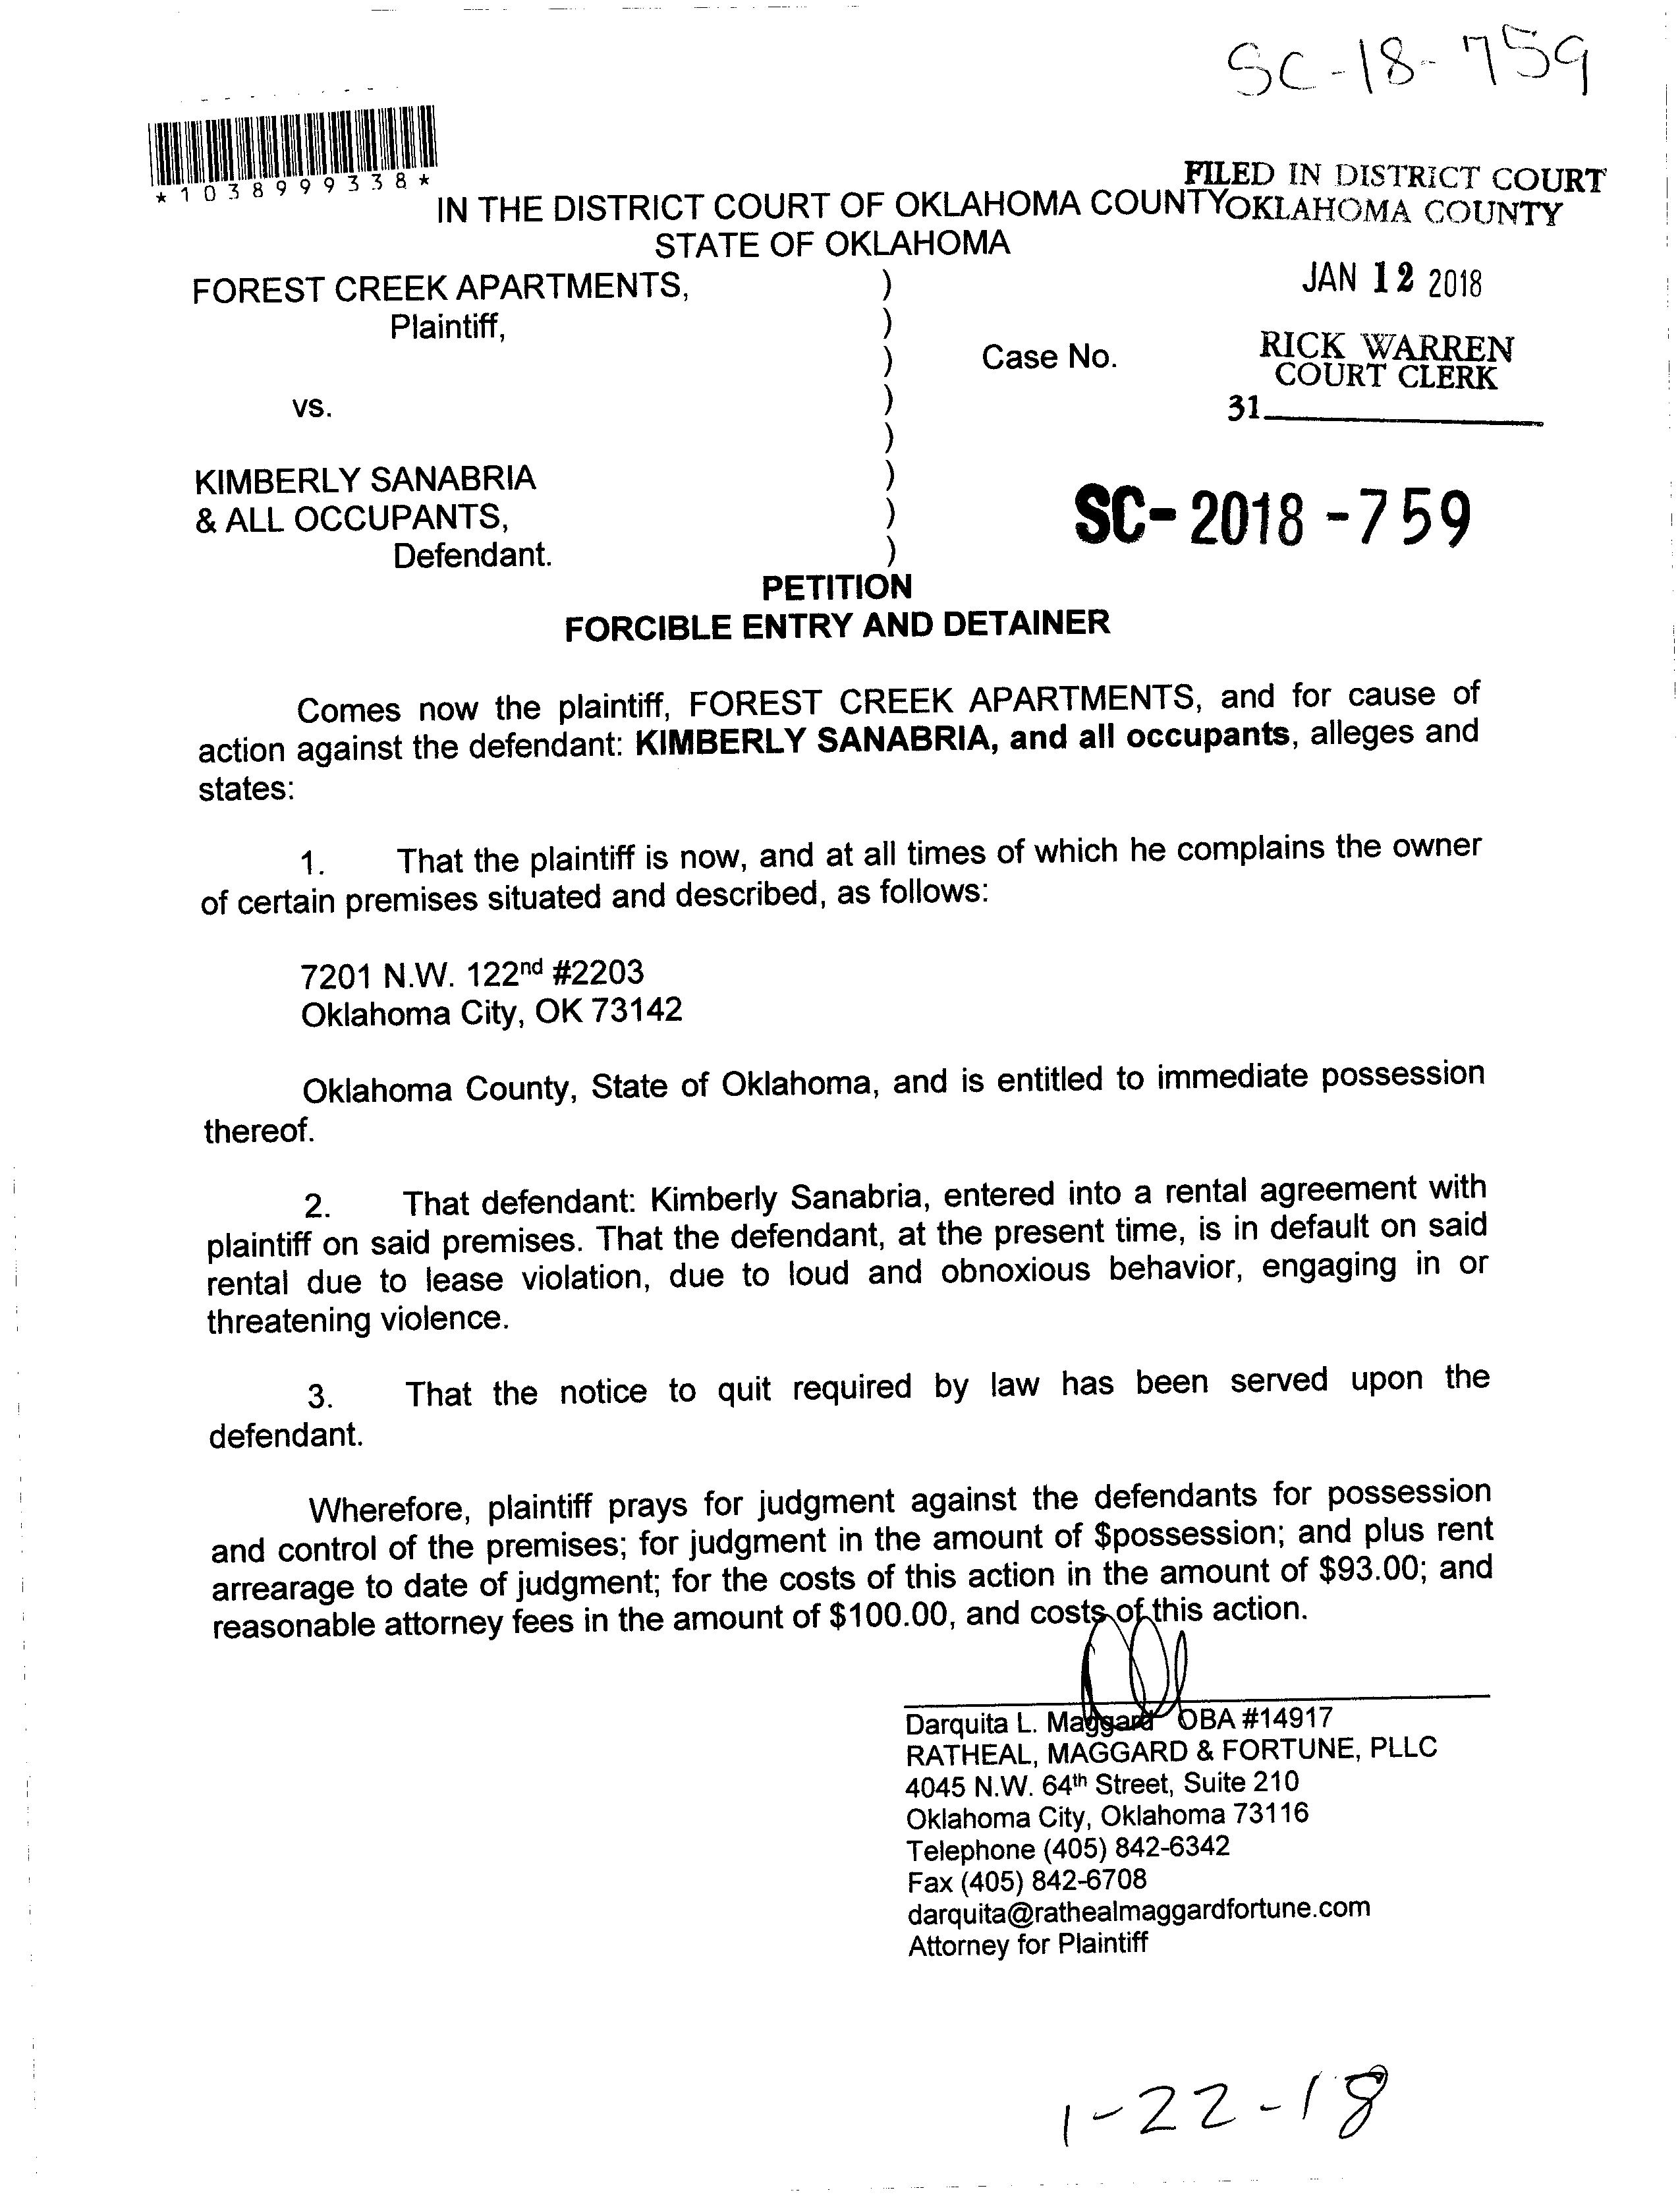 SC-18-759
*1038999338*
FILED IN DISTRICT COURT
IN THE DISTRICT COURT OF OKLAHOMA COUNTY OKLAHOMA COUNTY
STATE OF OKLAHOMA
FOREST CREEK APARTMENTS, )
JAN 12 2018
Plaintiff, )
) Case No.
RICK WARREN
COURT CLERK
vs. )
31
)
KIMBERLY SANABRIA )
& ALL OCCUPANTS, )
SC-2018-759
Defendant. )
PETITION
FORCIBLE ENTRY AND DETAINER
Comes now the plaintiff, FOREST CREEK APARTMENTS, and for cause of
action against the defendant: KIMBERLY SANABRIA, and all occupants, alleges and
states:
1. That the plaintiff is now, and at all times of which he complains the owner
of certain premises situated and described, as follows:
7201 N.W. 122nd #2203
Oklahoma City, OK 73142
Oklahoma County, State of Oklahoma, and is entitled to immediate possession
thereof.
2. That defendant: Kimberly Sanabria, entered into a rental agreement with
plaintiff on said premises. That the defendant, at the present time, is in default on said
rental due to lease violation, due to loud and obnoxious behavior, engaging in or
threatening violence.
3. That the notice to quit required by law has been served upon the
defendant.
Wherefore, plaintiff prays for judgment against the defendants for possession
and control of the premises; for judgment in the amount of $possession; and plus rent
arrearage to date of judgment; for the costs of this action in the amount of $93.00; and
reasonable attorney fees in the amount of $100.00, and costs of this action.
Darquita L. Maggard OBA #14917
RATHEAL, MAGGARD & FORTUNE, PLLC
4045 N.W. 64th Street, Suite 210
Oklahoma City, Oklahoma 73116
Telephone (405) 842-6342
Fax (405) 842-6708
darquita@rathealmaggardfortune.com
Attorney for Plaintiff
1-22-18